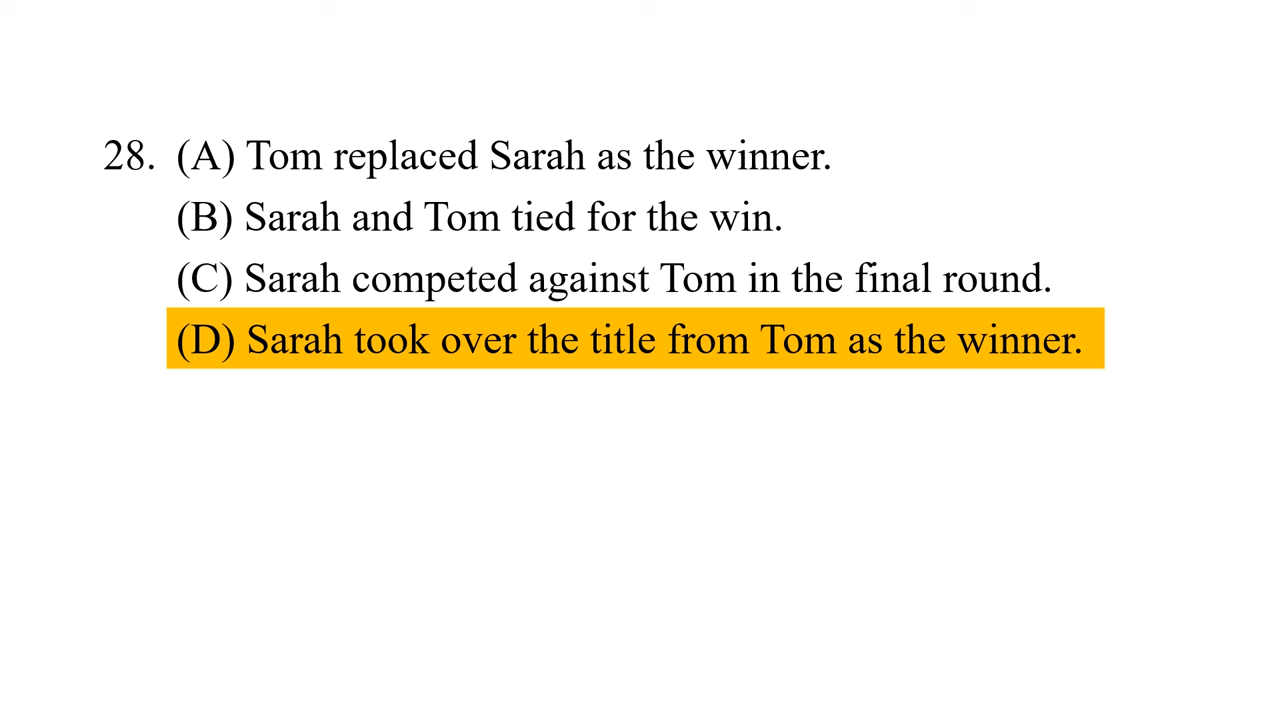 28. (A) Tom replaced Sarah as the winner.
(B) Sarah and Tom tied for the win.
(C) Sarah competed against Tom in the final round.
(D) Sarah took over the title from Tom as the winner.